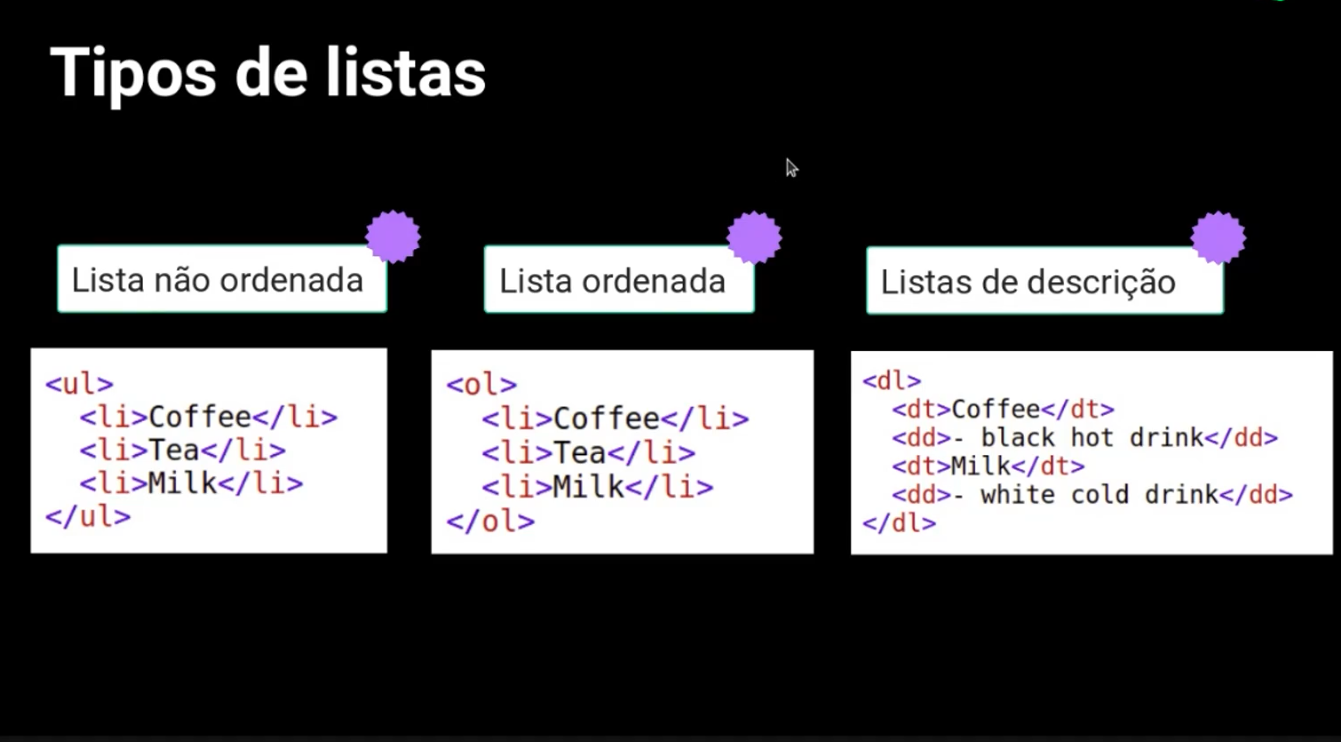 Tipos de listas
Lista não ordenada
<ul>
<li>Coffee</li>
<li>Tea</li>
<li>Milk</li>
</ul>
Lista ordenada
<ol>
<li>Coffee</li>
<li>Tea</li>
<li>Milk</li>
</ol>
Listas de descrição
<dl>
<dt>Coffee</dt>
<dd>- black hot drink</dd>
<dt>Milk</dt>
<dd>- white cold drink</dd>
</dl>